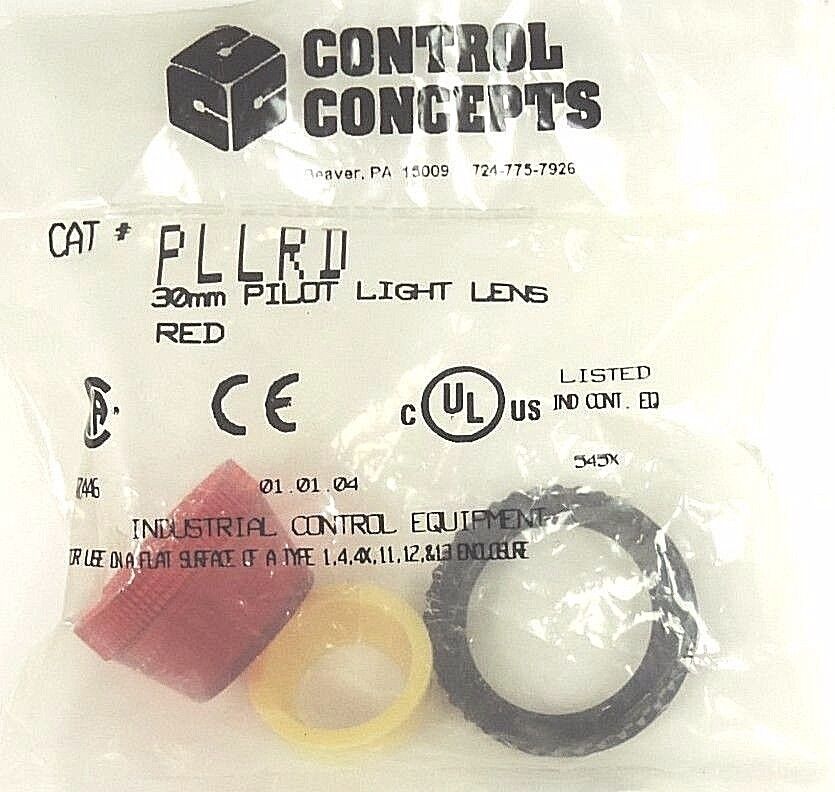 CONTROL
CONCEPTS
Beaver, PA 15009 724-775-7926
CAT # PLLRD
30mm PILOT LIGHT LENS
RED
CE
C UL US LISTED
IND CONT. EQ
543X
01.01.04
INDUSTRIAL CONTROL EQUIPMENT
USE ON A FLAT SURFACE OF A TYPE 1,4,4X,11,12,&13 ENCLOSURE